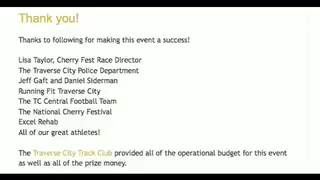 Thank you!
Thanks to following for making this event a success!
Lisa Taylor, Cherry Fest Race Director
The Traverse City Police Department
Jeff Gaft and Daniel Siderman
Running Fit Traverse City
The TC Central Football Team
The National Cherry Festival
Excel Rehab
All of our great athletes!
The Traverse City Track Club provided all of the operational budget for this event
as well as all of the prize money.